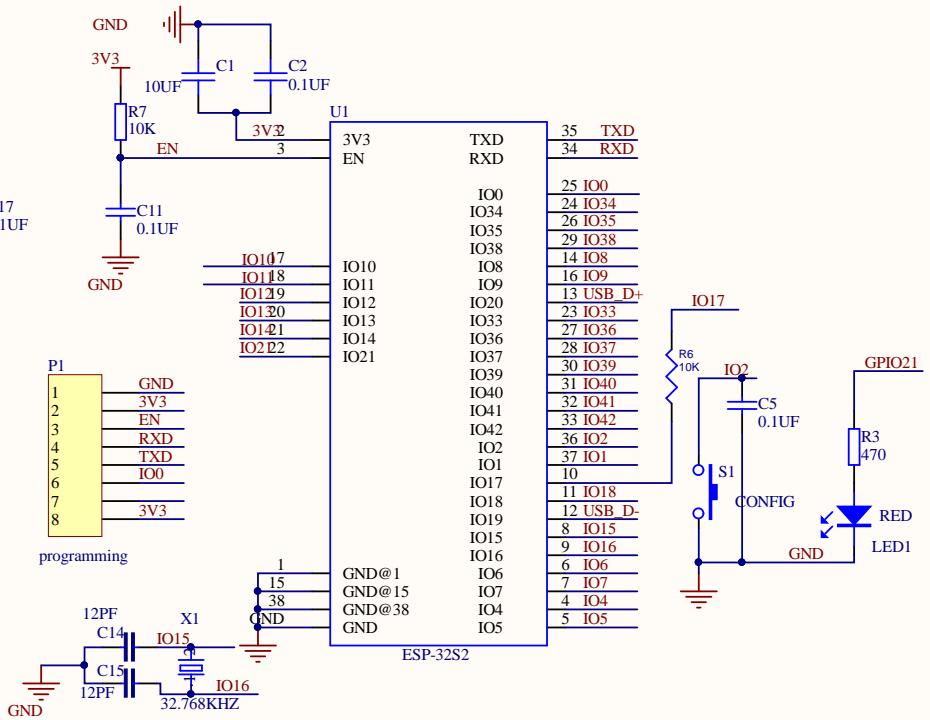 GND
3V3
C1
10UF
C2
0.1UF
R7
10K
EN
17
1UF
C11
0.1UF
GND
U1
3V3 2
3
3V3
EN
TXD
RXD
35 TXD
34 RXD
IO0 25 IO0
IO34 24 IO34
IO35 26 IO35
IO38 29 IO38
IO8 14 IO8
IO9 16 IO9
IO20 13 USB_D+
IO33 23 IO33
IO36 27 IO36
IO37 28 IO37
IO39 30 IO39
IO40 31 IO40
IO41 32 IO41
IO42 33 IO42
IO2 36 IO2
IO1 37 IO1
IO17 10
IO18 11 IO18
IO19 12 USB_D-
IO15 8 IO15
IO16 9 IO16
IO6 6 IO6
IO7 7 IO7
IO4 4 IO4
IO5 5 IO5
IO10 17 IO10
IO11 18 IO11
IO12 19 IO12
IO13 20 IO13
IO14 21 IO14
IO21 22 IO21
1 GND@1
15 GND@15
38 GND@38
GND GND
ESP-32S2
P1
1 GND
2 3V3
3 EN
4 RXD
5 TXD
6 IO0
7
8 3V3
programming
12PF
C14
C15
12PF
GND
X1
IO15
2
1
IO16
32.768KHZ
IO17
R6
10K
IO2
C5
0.1UF
S1
CONFIG
GPIO21
R3
470
RED
LED1
GND